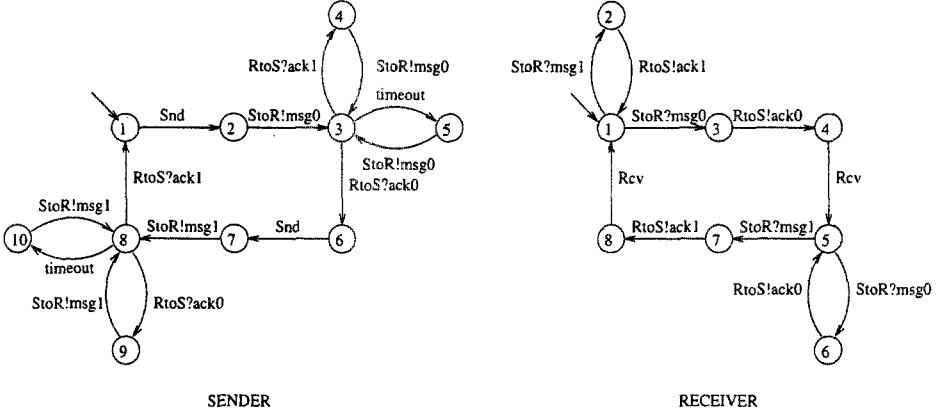 4
2
RtoS?ack1
StoR!msg0
StoR?msg1
RtoS!ack1
timeout
1
Snd
2
StoR!msg0
3
5
1
StoR?msg0
3
RtoS!ack0
4
StoR!msg0
RtoS?ack1
RtoS?ack0
Rcv
Rcv
StoR!msg1
10
8
StoR!msg1
7
Snd
6
8
RtoS!ack1
7
StoR?msg1
5
timeout
StoR!msg1
RtoS?ack0
RtoS!ack0
StoR?msg0
9
6
SENDER
RECEIVER